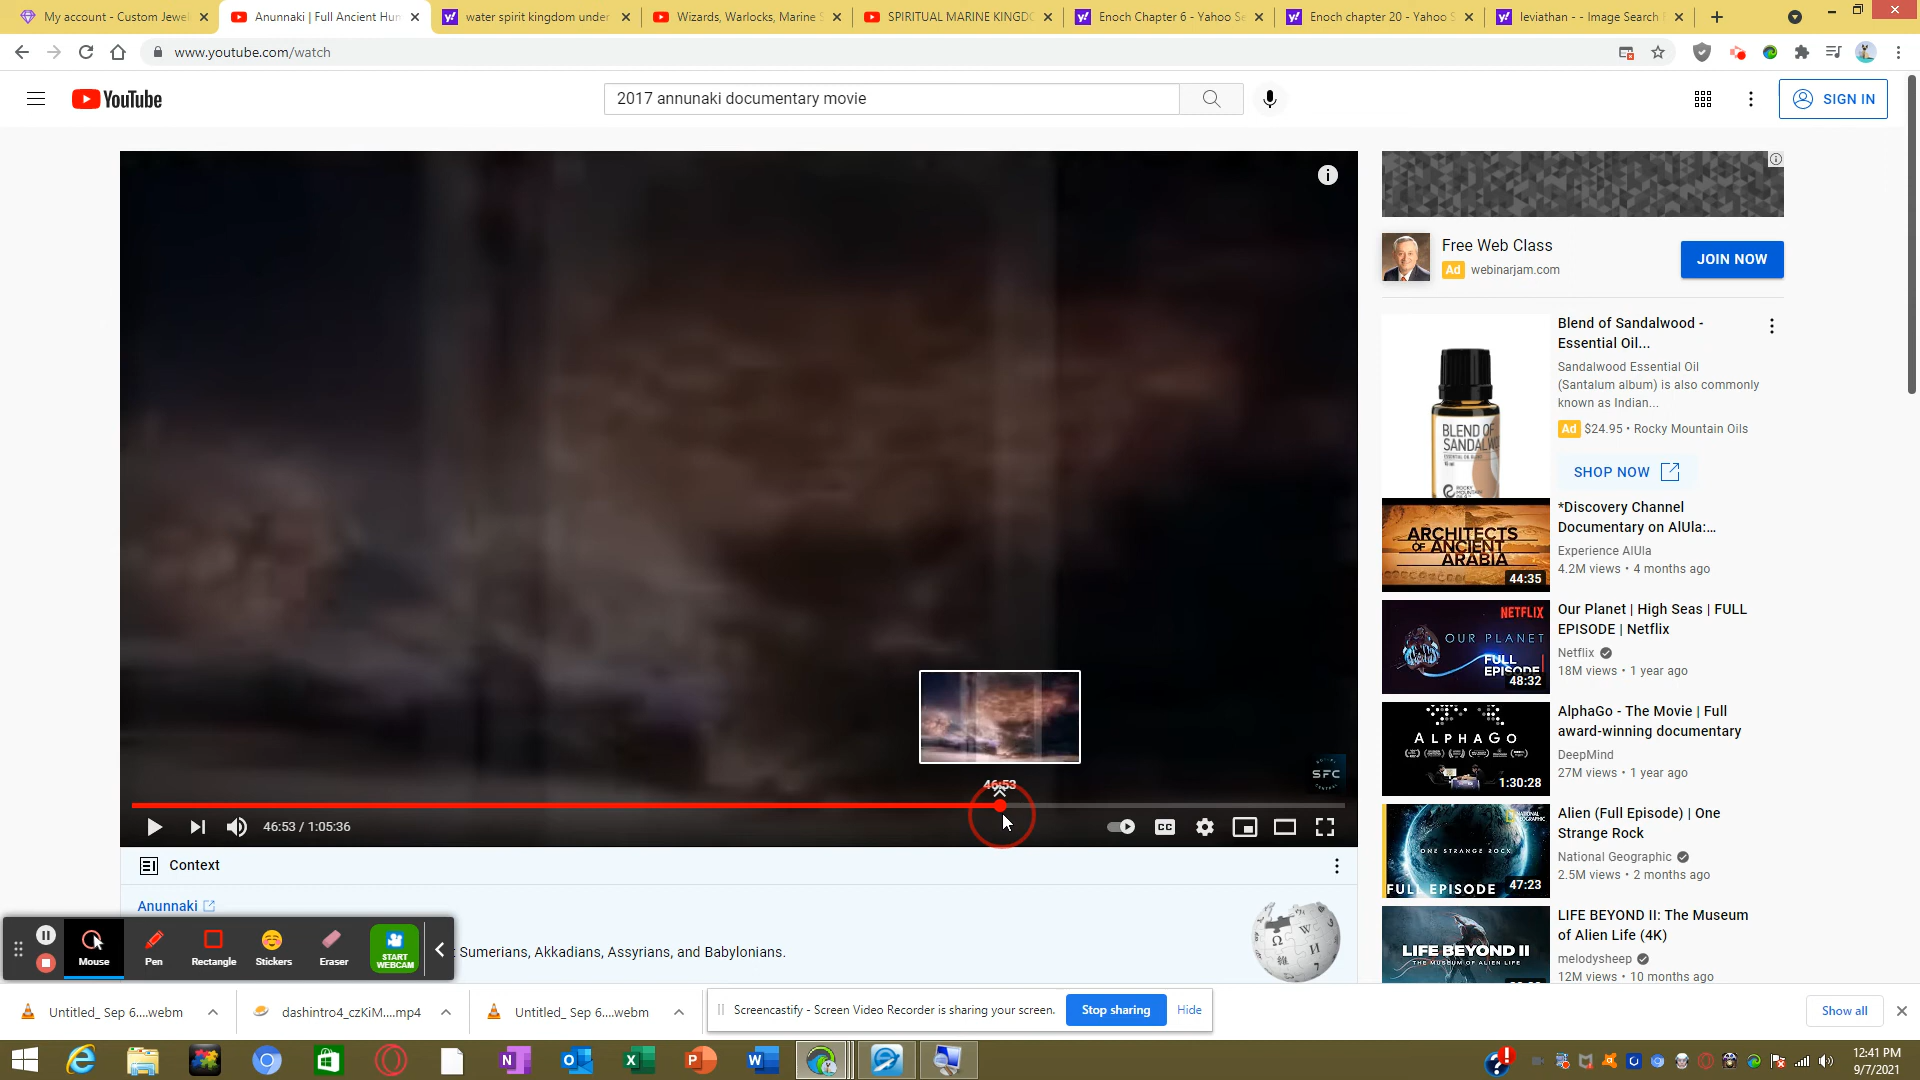 My account - Custom Jewel
Anunnaki | Full Ancient Hun
water spirit kingdom under
Wizards, Warlocks, Marine S
SPIRITUAL MARINE KINGDO
Enoch Chapter 6 - Yahoo Se
Enoch chapter 20 - Yahoo S
leviathan - - Image Search
www.youtube.com/watch
YouTube
2017 annunaki documentary movie
SIGN IN
Free Web Class
Ad webinarjam.com
JOIN NOW
Blend of Sandalwood -
Essential Oil...
Sandalwood Essential Oil
(Santalum album) is also commonly
known as Indian...
Ad $24.95 • Rocky Mountain Oils
SHOP NOW
BLEND OF
SANDALW
ROCKY
MOUNTAIN
OILS
*Discovery Channel
Documentary on AlUla:...
Experience AlUla
4.2M views • 4 months ago
ARCHITECTS
OF ANCIENT
ARABIA
44:35
Our Planet | High Seas | FULL
EPISODE | Netflix
Netflix
18M views • 1 year ago
NETFLIX
OUR PLANET
FULL
EPISODE
48:32
AlphaGo - The Movie | Full
award-winning documentary
DeepMind
27M views • 1 year ago
ALPHAGO
1:30:28
Alien (Full Episode) | One
Strange Rock
National Geographic
2.5M views • 2 months ago
ONE STRANGE ROCK
FULL EPISODE
47:23
LIFE BEYOND II: The Museum
of Alien Life (4K)
melodysheep
12M views • 10 months ago
LIFE BEYOND II
THE MUSEUM OF ALIEN LIFE
SFC
46:53
46:53 / 1:05:36
CC
Context
Anunnaki
Sumerians, Akkadians, Assyrians, and Babylonians.
Mouse
Pen
Rectangle
Stickers
Eraser
START
WEBCAM
Untitled_ Sep 6....webm
dashintro4_czKiM....mp4
Untitled_ Sep 6....webm
Screencastify - Screen Video Recorder is sharing your screen.
Stop sharing
Hide
Show all
12:41 PM
9/7/2021